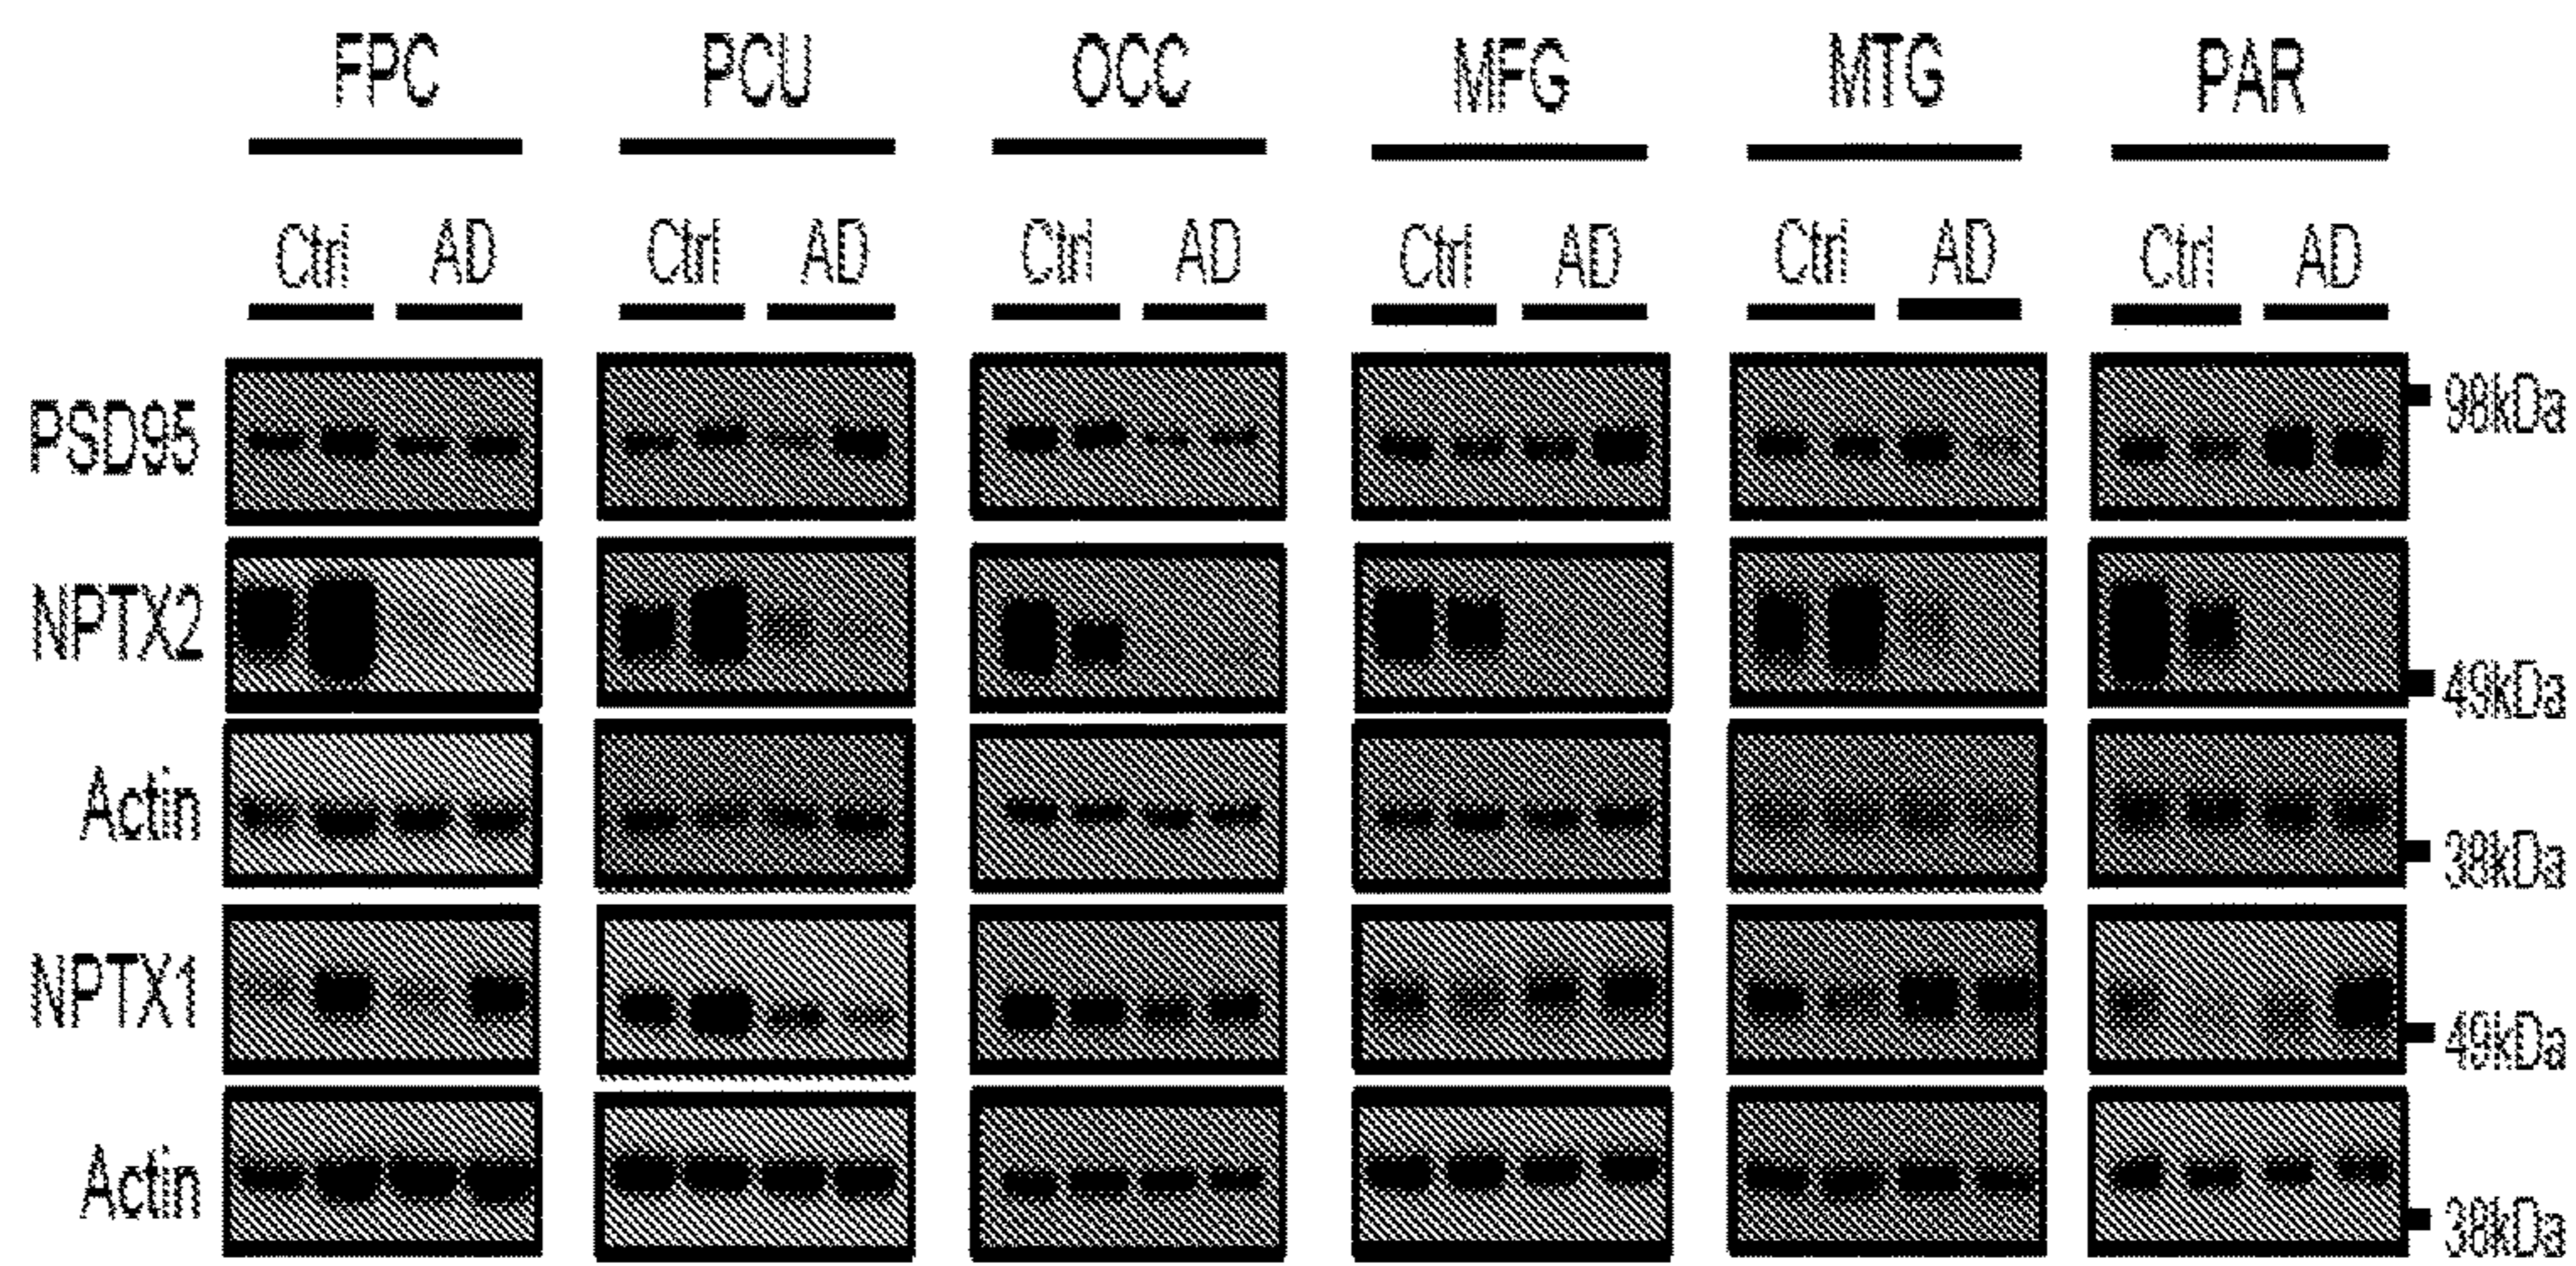 FPC PCU OCC MFG MTG PAR
Ctrl AD Ctrl AD Ctrl AD Ctrl AD Ctrl AD Ctrl AD
PSD95 98kDa
NPTX2 49kDa
Actin 38kDa
NPTX1 49kDa
Actin 38kDa